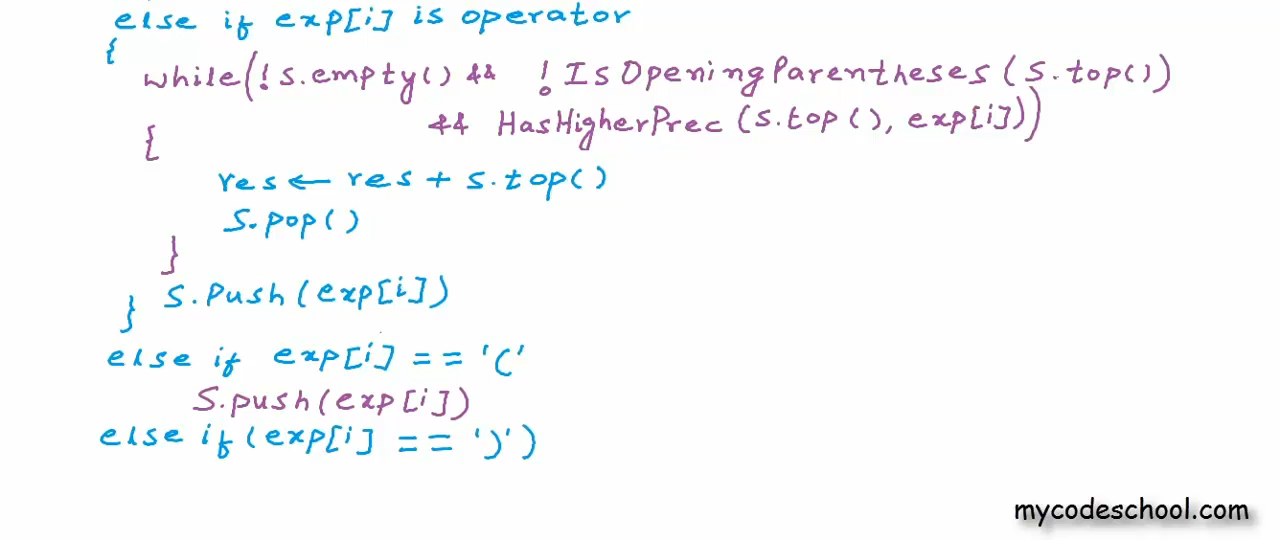 else if exp[i] is operator
{
while(!s.empty() && !IsOpeningParentheses(s.top())
&& HasHigherPrec(s.top(), exp[i]))
{
res ← res + s.top()
S.pop()
}
S.Push(exp[i])
}
else if exp[i] == '('
S.push(exp[i])
else if(exp[i] == ')')
mycodeschool.com